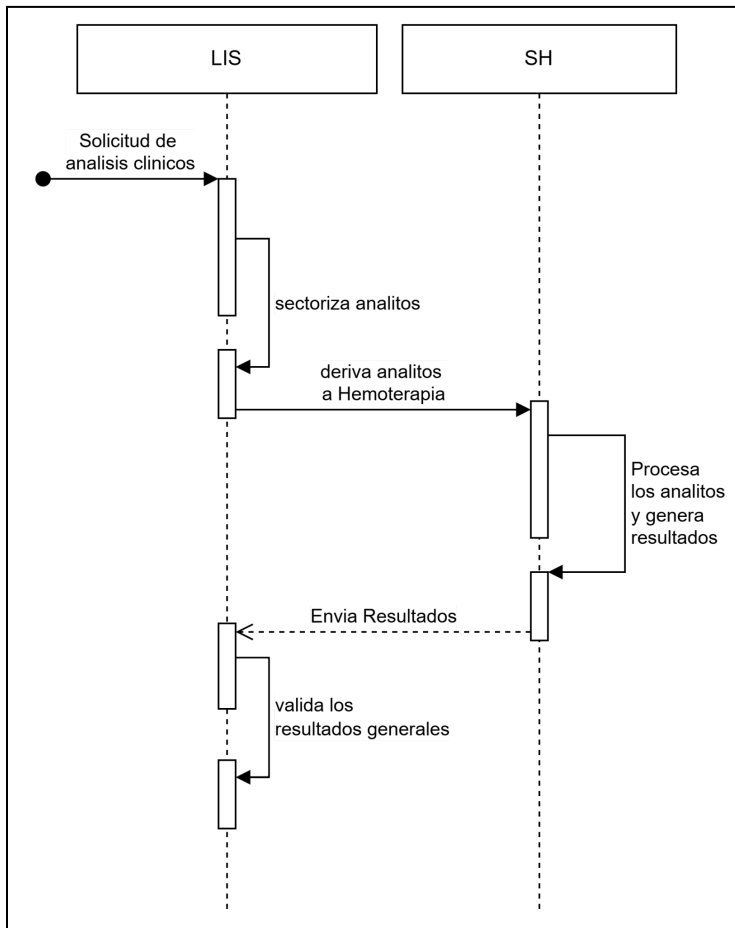 LIS
SH
Solicitud de
analisis clinicos
sectoriza analitos
deriva analitos
a Hemoterapia
Procesa
los analitos
y genera
resultados
Envia Resultados
valida los
resultados generales